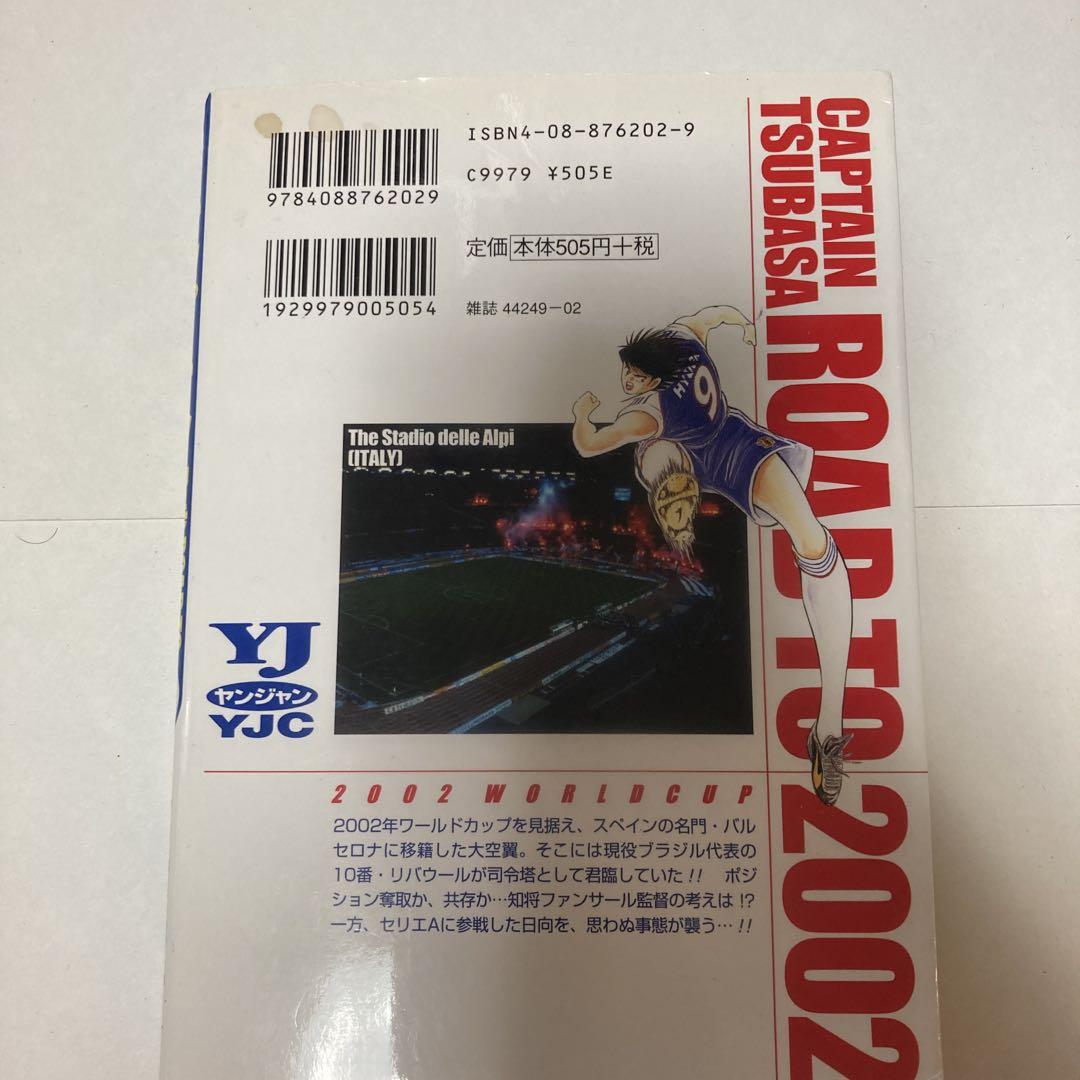 ISBN4-08-876202-9
9784088762029
C9979 ¥505E
定価 本体505円+税
1929979005054
雑誌 44249-02
CAPTAIN
TSUBASA
ROAD TO 2002
9
The Stadio delle Alpi
(ITALY)
YJ
ヤンジャン
YJC
2002 WORLDCUP
2002年ワールドカップを見据え、スペインの名門・バル
セロナに移籍した大空翼。そこには現役ブラジル代表の
10番・リバウールが司令塔として君臨していた!! ポジ
ション奪取か、共存か…知将ファンサール監督の考えは!?
一方、セリエAに参戦した日向を、思わぬ事態が襲う…!!